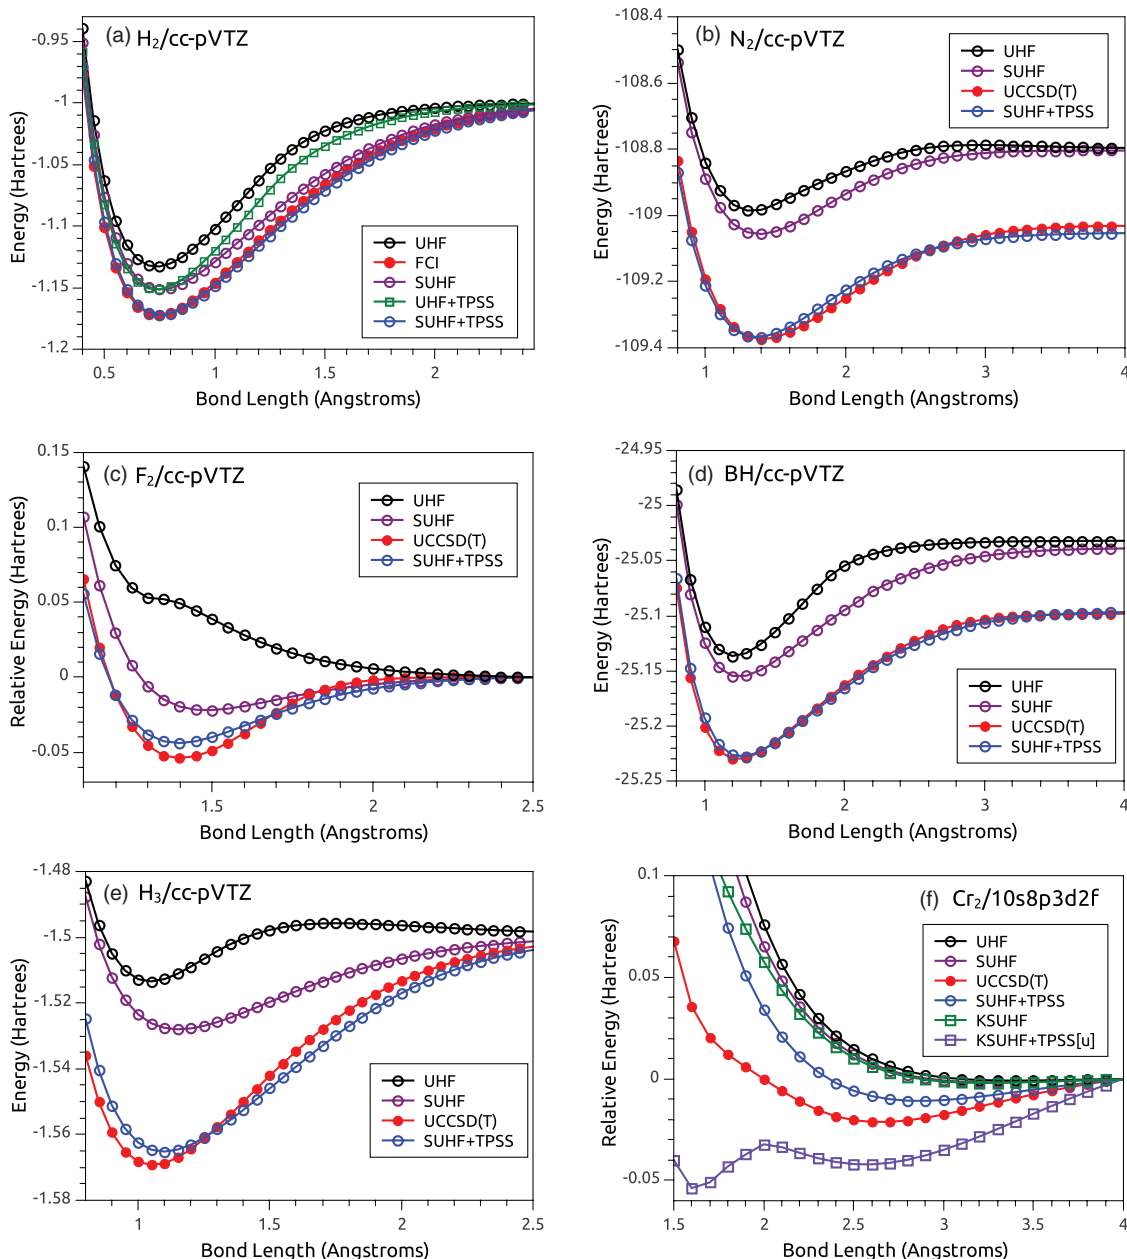 (a) H₂/cc-pVTZ
Energy (Hartrees)
-0.95
-1
-1.05
-1.1
-1.15
-1.2
UHF
FCI
SUHF
UHF+TPSS
SUHF+TPSS
0.5 1 1.5 2
Bond Length (Angstroms)
(b) N₂/cc-pVTZ
Energy (Hartrees)
-108.4
-108.6
-108.8
-109
-109.2
-109.4
UHF
SUHF
UCCSD(T)
SUHF+TPSS
1 2 3 4
Bond Length (Angstroms)
(c) F₂/cc-pVTZ
Relative Energy (Hartrees)
0.15
0.1
0.05
0
-0.05
UHF
SUHF
UCCSD(T)
SUHF+TPSS
1.5 2 2.5
Bond Length (Angstroms)
(d) BH/cc-pVTZ
Energy (Hartrees)
-24.95
-25
-25.05
-25.1
-25.15
-25.2
-25.25
UHF
SUHF
UCCSD(T)
SUHF+TPSS
1 2 3 4
Bond Length (Angstroms)
(e) H₃/cc-pVTZ
Energy (Hartrees)
-1.48
-1.5
-1.52
-1.54
-1.56
-1.58
UHF
SUHF
UCCSD(T)
SUHF+TPSS
1 1.5 2 2.5
Bond Length (Angstroms)
(f) Cr₂/10s8p3d2f
Relative Energy (Hartrees)
0.1
0.05
0
-0.05
UHF
SUHF
UCCSD(T)
SUHF+TPSS
KSUHF
KSUHF+TPSS[u]
1.5 2 2.5 3 3.5 4
Bond Length (Angstroms)